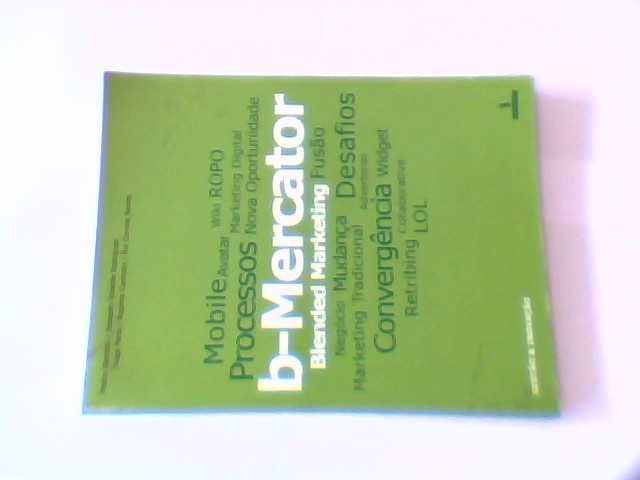 Mobile Avatar Wiki ROPO
Marketing Digital
Processos Nova Oportunidade
b-Mercator
Blended Marketing Fusão
Negócio Mudança Desafios
Marketing Tradicional Advertorial
Convergência Widget
Collaborative
Retribing LOL